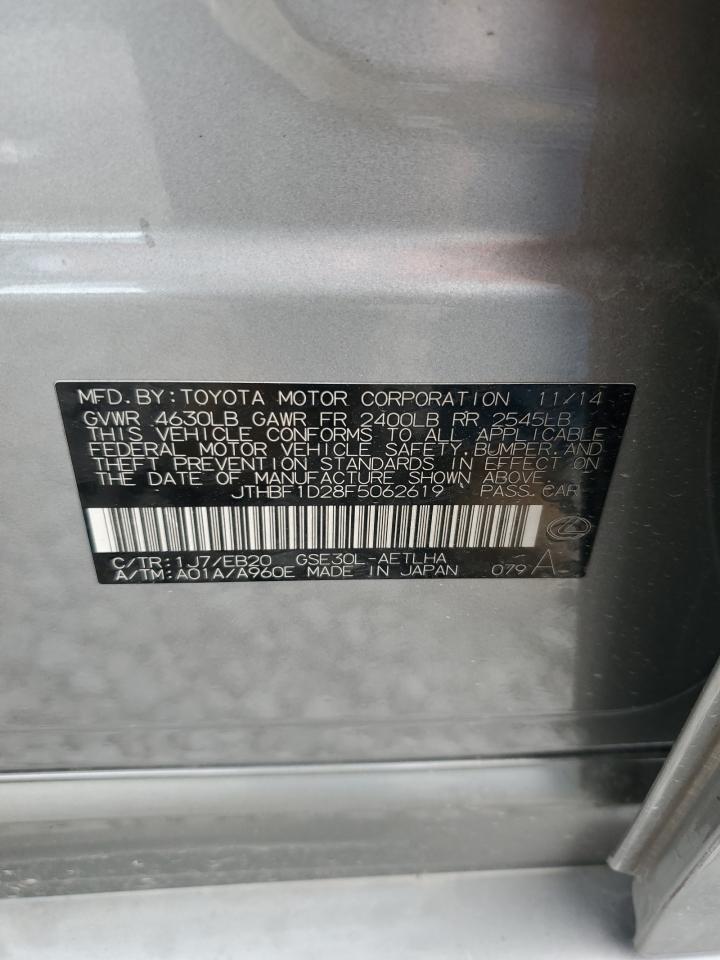 MFD.BY:TOYOTA MOTOR CORPORATION 11/14
GVWR 4630LB GAWR FR 2400LB RR 2545LB
THIS VEHICLE CONFORMS TO ALL APPLICABLE
FEDERAL MOTOR VEHICLE SAFETY,BUMPER,AND
THEFT PREVENTION STANDARDS IN EFFECT ON
THE DATE OF MANUFACTURE SHOWN ABOVE.
JTHBF1D28F5062619 PASS.CAR
C/TR:1J7/EB20 GSE30L-AETLHA
A/TM:A01A/A960E MADE IN JAPAN 079 A